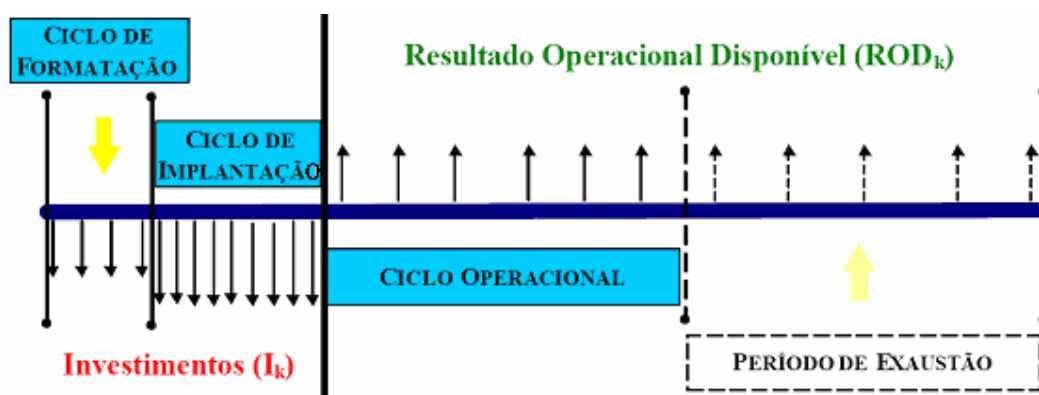 CICLO DE
FORMATAÇÃO
Resultado Operacional Disponível (RODk)
CICLO DE
IMPLANTAÇÃO
CICLO OPERACIONAL
Investimentos (Ik)
PERÍODO DE EXAUSTÃO